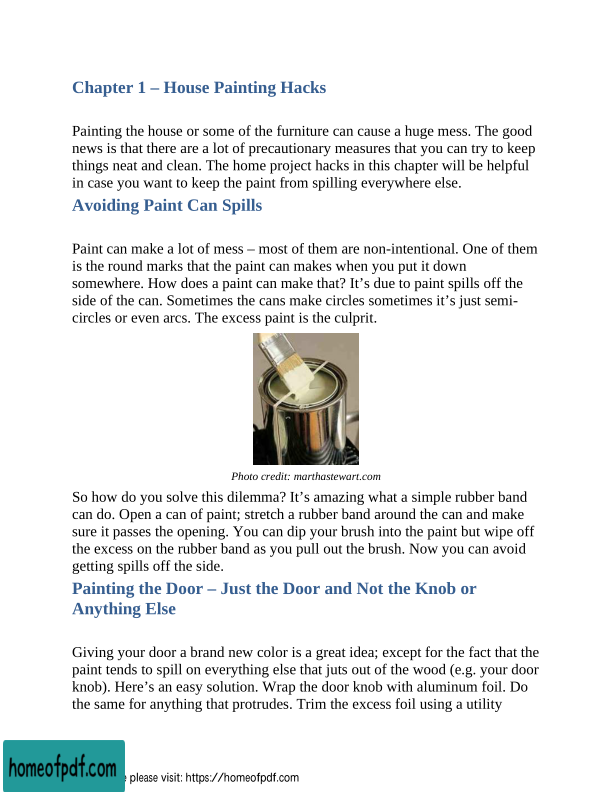 Chapter 1 – House Painting Hacks
Painting the house or some of the furniture can cause a huge mess. The good
news is that there are a lot of precautionary measures that you can try to keep
things neat and clean. The home project hacks in this chapter will be helpful
in case you want to keep the paint from spilling everywhere else.
Avoiding Paint Can Spills
Paint can make a lot of mess – most of them are non-intentional. One of them
is the round marks that the paint can makes when you put it down
somewhere. How does a paint can make that? It’s due to paint spills off the
side of the can. Sometimes the cans make circles sometimes it’s just semi-
circles or even arcs. The excess paint is the culprit.
Photo credit: marthastewart.com
So how do you solve this dilemma? It’s amazing what a simple rubber band
can do. Open a can of paint; stretch a rubber band around the can and make
sure it passes the opening. You can dip your brush into the paint but wipe off
the excess on the rubber band as you pull out the brush. Now you can avoid
getting spills off the side.
Painting the Door – Just the Door and Not the Knob or
Anything Else
Giving your door a brand new color is a great idea; except for the fact that the
paint tends to spill on everything else that juts out of the wood (e.g. your door
knob). Here’s an easy solution. Wrap the door knob with aluminum foil. Do
the same for anything that protrudes. Trim the excess foil using a utility
homeofpdf.com
please visit: https://homeofpdf.com